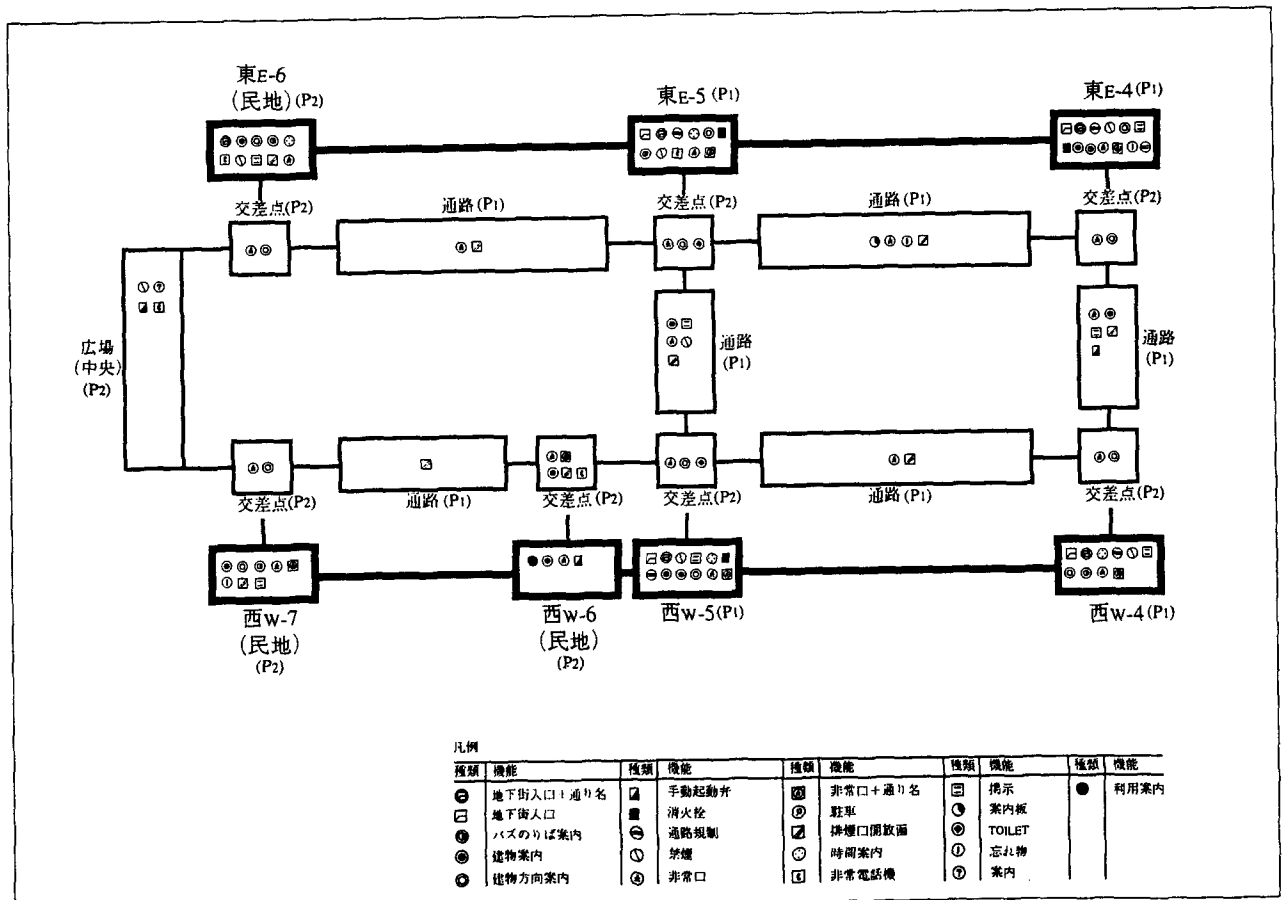 東E-6
(民地)(P2)
東E-5(P1)
東E-4(P1)
交差点(P2)
通路(P1)
交差点(P2)
通路(P1)
交差点(P2)
広場
(中央)
(P2)
通路
(P1)
通路
(P1)
交差点(P2)
通路(P1)
交差点(P2)
交差点(P2)
通路(P1)
交差点(P2)
西W-7
(民地)
(P2)
西W-6
(民地)
(P2)
西W-5(P1)
西W-4(P1)
凡例
種類 機能 種類 機能 種類 機能 種類 機能 種類 機能
地下街入口+通り名 手動起動弁 非常口+通り名 掲示 利用案内
地下街入口 消火栓 駐車 案内板
バスのりば案内 通路規制 排煙口開放面 TOILET
建物案内 禁煙 時間案内 忘れ物
建物方向案内 非常口 非常電話機 案内